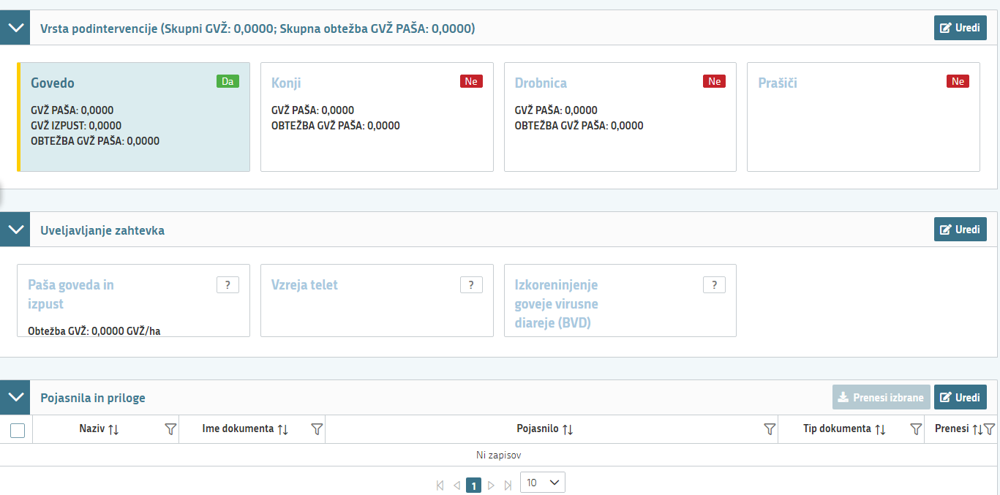 Vrsta podintervencije (Skupni GVŽ: 0,0000; Skupna obtežba GVŽ PAŠA: 0,0000)
Uredi
Govedo
Da
GVŽ PAŠA: 0,0000
GVŽ IZPUST: 0,0000
OBTEŽBA GVŽ PAŠA: 0,0000
Konji
Ne
GVŽ PAŠA: 0,0000
OBTEŽBA GVŽ PAŠA: 0,0000
Drobnica
Ne
GVŽ PAŠA: 0,0000
OBTEŽBA GVŽ PAŠA: 0,0000
Prašiči
Ne
Uveljavljanje zahtevka
Uredi
Paša goveda in
izpust
?
Obtežba GVŽ: 0,0000 GVŽ/ha
Vzreja telet
?
Izkoreninjenje
goveje virusne
diareje (BVD)
?
Pojasnila in priloge
Prenesi izbrane
Uredi
Naziv
Ime dokumenta
Pojasnilo
Tip dokumenta
Prenesi
Ni zapisov
1
10